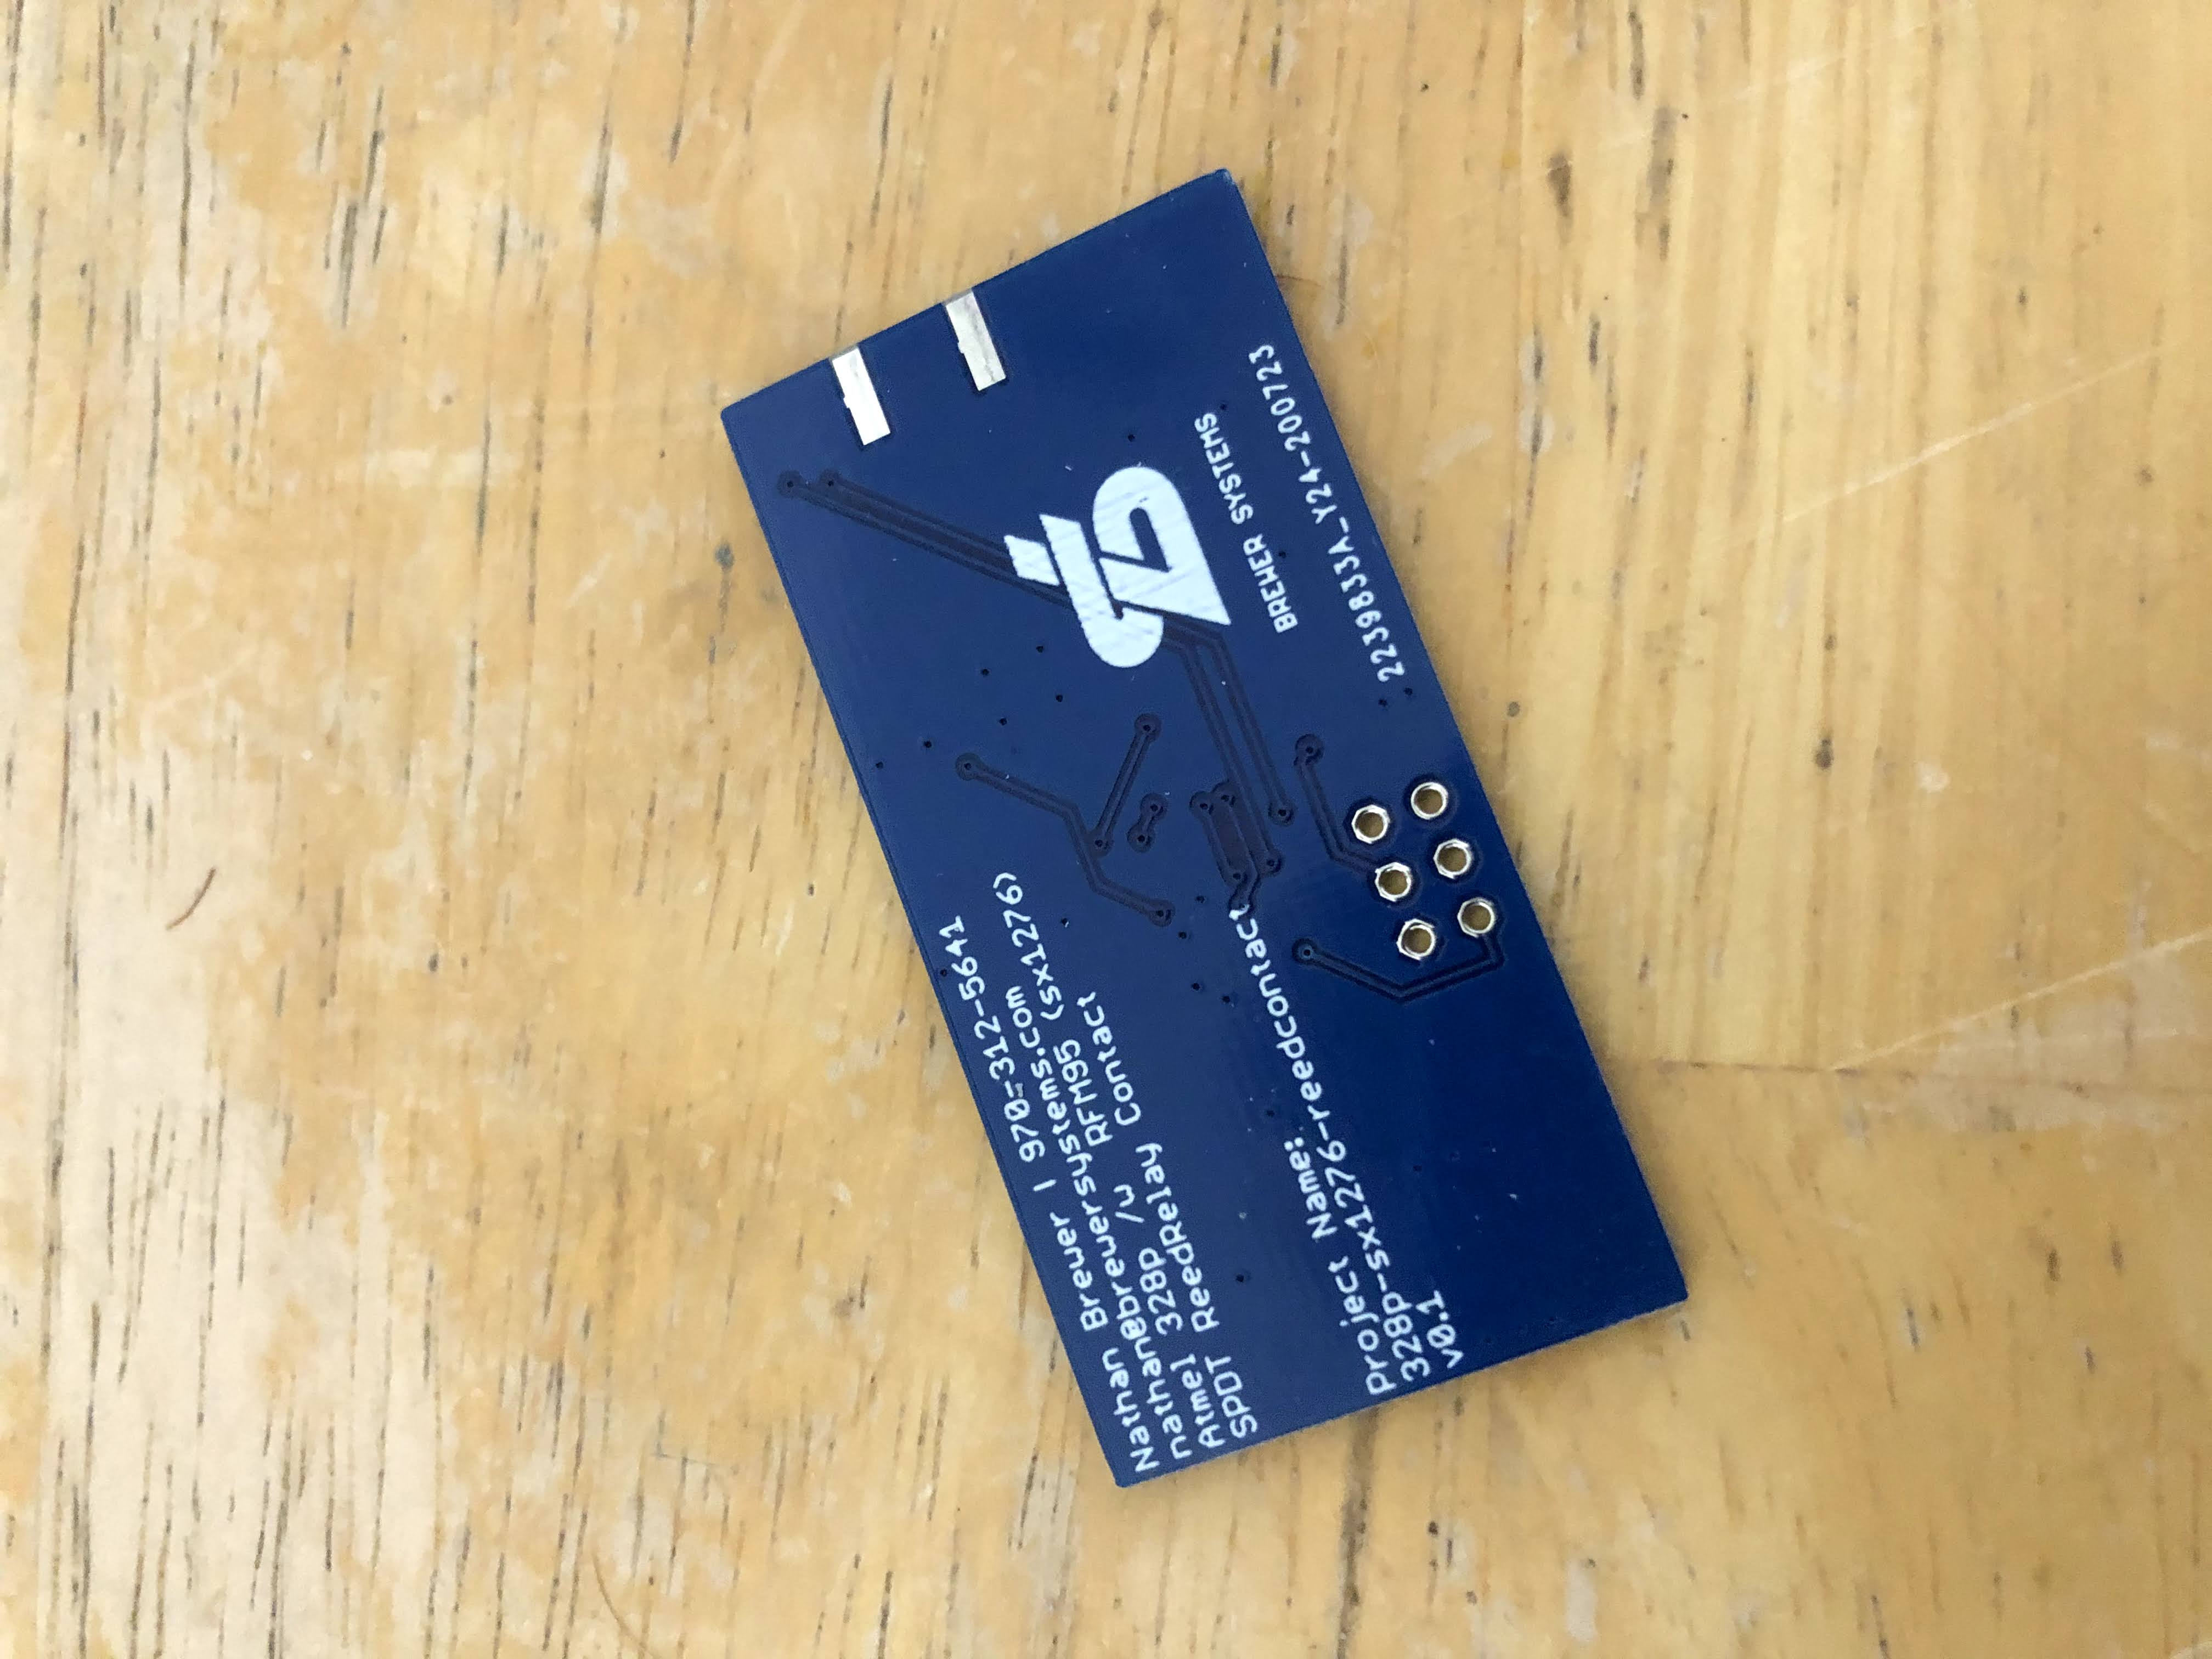 Nathan Brewer | 970-312-5641
nathan@brewersystems.com
Atmel 328p /w RFM95 (sx1276)
SPDT ReedRelay Contact
Project Name:
328p-sx1276-reedcontact
v0.1
BREWER SYSTEMS
2239833A_Y24-200723